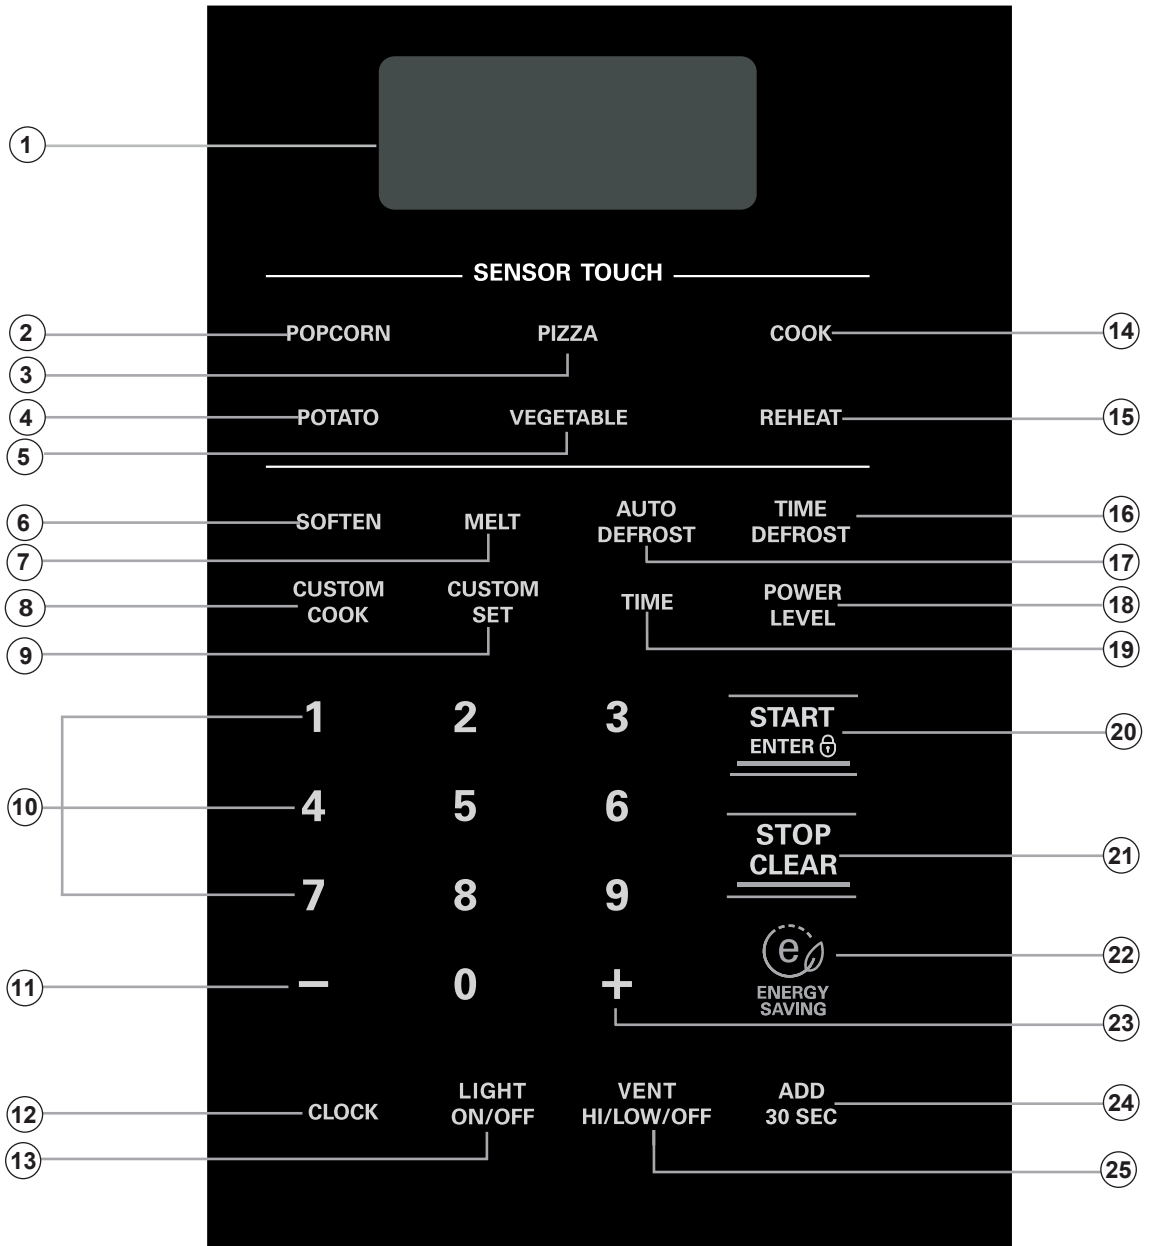 1
SENSOR TOUCH
2 POPCORN PIZZA COOK 14
3
4 POTATO VEGETABLE REHEAT 15
5
6 SOFTEN MELT AUTO DEFROST TIME DEFROST 16
7 17
8 CUSTOM COOK CUSTOM SET TIME POWER LEVEL 18
9 19
1 2 3 START ENTER 20
10 4 5 6
STOP CLEAR 21
7 8 9
e ENERGY SAVING 22
11 − 0 +
23
12 CLOCK LIGHT ON/OFF VENT HI/LOW/OFF ADD 30 SEC 24
13 25